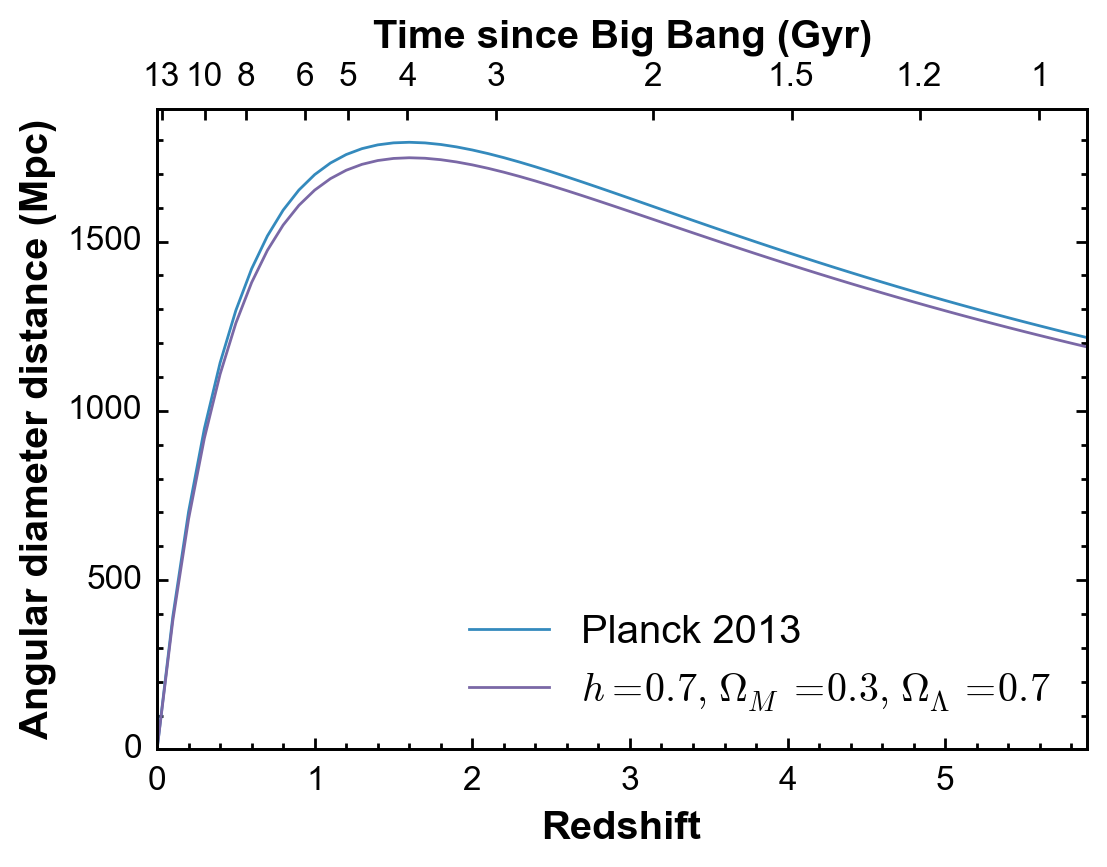 Time since Big Bang (Gyr)
13 10 8 6 5 4 3 2 1.5 1.2 1
Angular diameter distance (Mpc)
1500
1000
500
0
Planck 2013
h =0.7, Ω_M =0.3, Ω_Λ =0.7
0 1 2 3 4 5
Redshift